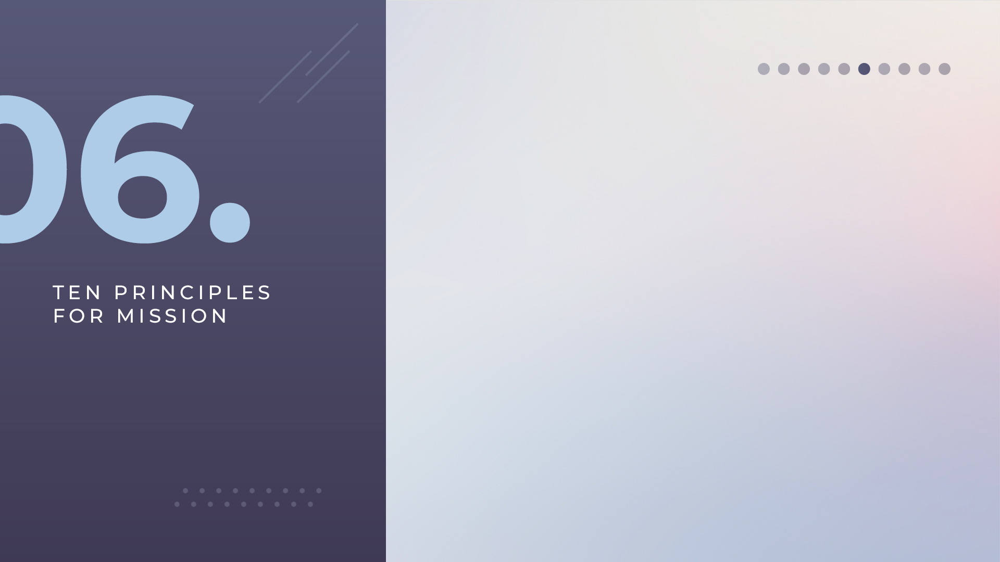 06.
TEN PRINCIPLES
FOR MISSION